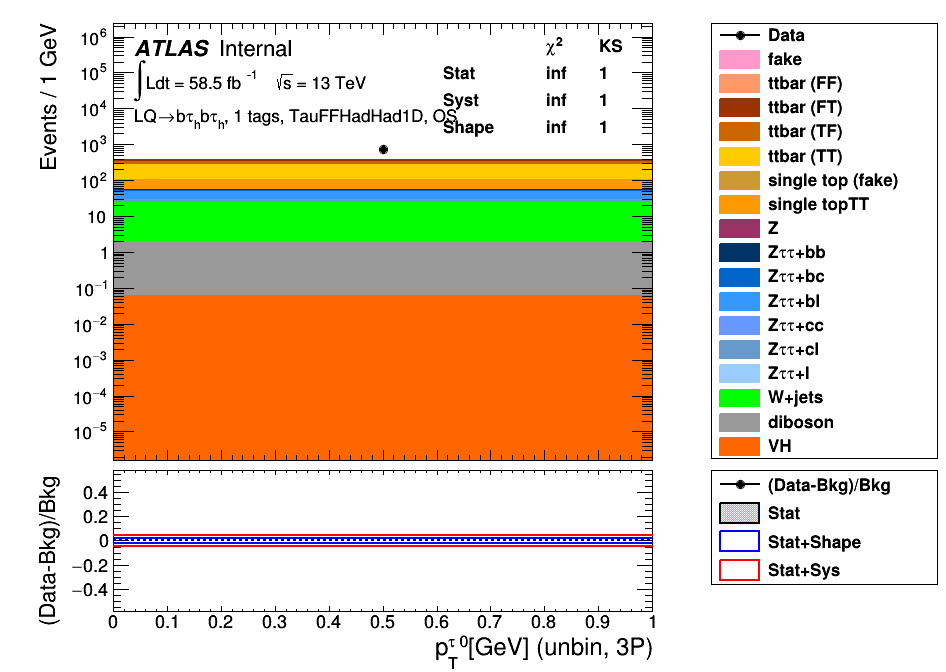 Events / 1 GeV
10⁶
10⁵
10⁴
10³
10²
10
1
10⁻¹
10⁻²
10⁻³
10⁻⁴
10⁻⁵
ATLAS Internal
∫Ldt = 58.5 fb⁻¹ √s = 13 TeV
LQ→bτₕbτₕ, 1 tags, TauFFHadHad1D, OS
χ² KS
Stat inf 1
Syst inf 1
Shape inf 1
Data
fake
ttbar (FF)
ttbar (FT)
ttbar (TF)
ttbar (TT)
single top (fake)
single topTT
Z
Zττ+bb
Zττ+bc
Zττ+bl
Zττ+cc
Zττ+cl
Zττ+l
W+jets
diboson
VH
(Data-Bkg)/Bkg
0.4
0.2
0
−0.2
−0.4
0 0.1 0.2 0.3 0.4 0.5 0.6 0.7 0.8 0.9 1
p_T^τ 0[GeV] (unbin, 3P)
(Data-Bkg)/Bkg
Stat
Stat+Shape
Stat+Sys